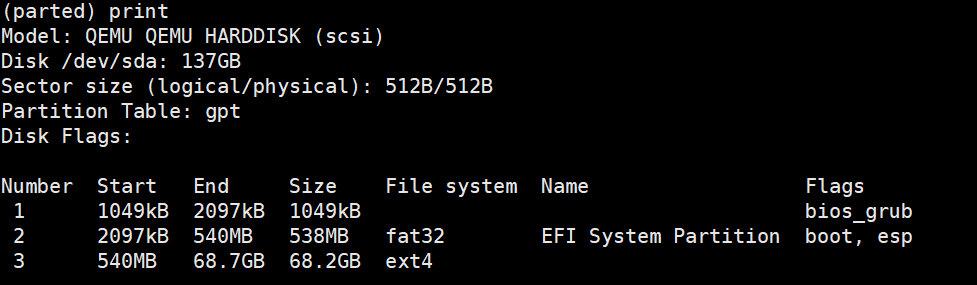 (parted) print
Model: QEMU QEMU HARDDISK (scsi)
Disk /dev/sda: 137GB
Sector size (logical/physical): 512B/512B
Partition Table: gpt
Disk Flags:

Number  Start   End     Size    File system  Name                  Flags
 1      1049kB  2097kB  1049kB                                     bios_grub
 2      2097kB  540MB   538MB   fat32        EFI System Partition  boot, esp
 3      540MB   68.7GB  68.2GB  ext4